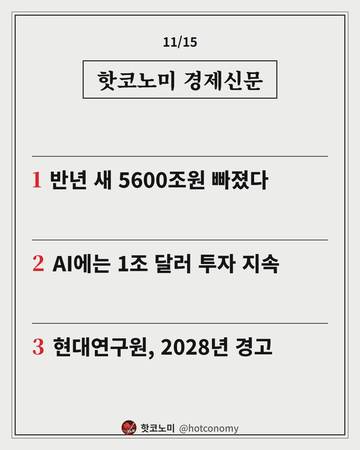 11/15
핫코노미 경제신문
1 반년 새 5600조원 빠졌다
2 AI에는 1조 달러 투자 지속
3 현대연구원, 2028년 경고
핫코노미 @hotconomy